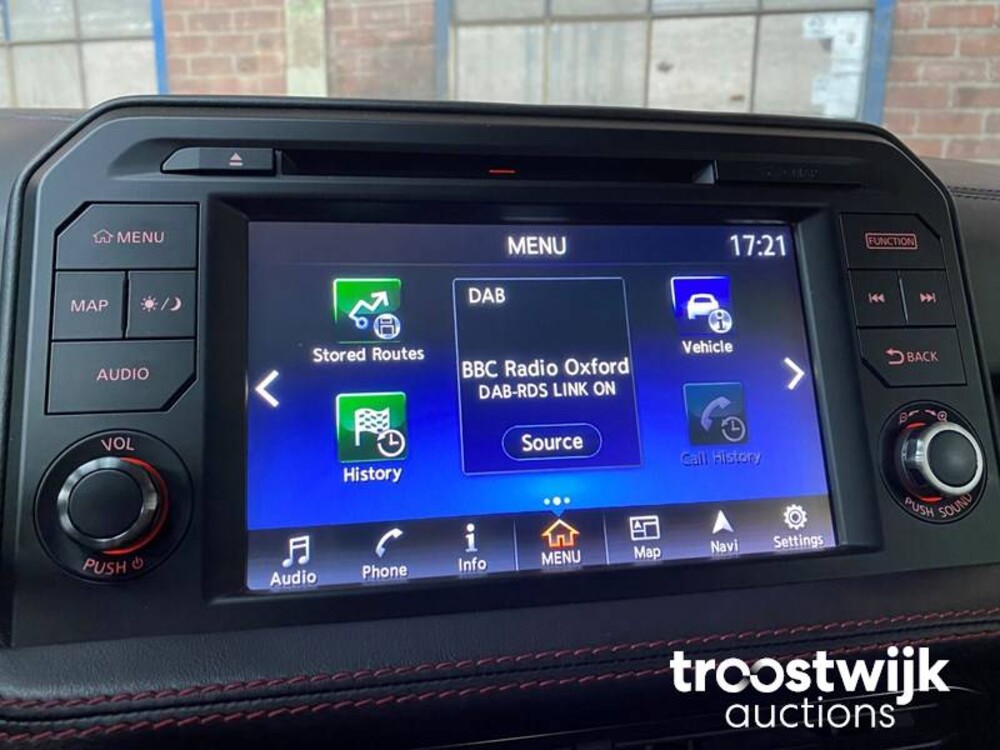 MENU
MAP
AUDIO
VOL
PUSH
MENU
17:21
Stored Routes
History
DAB
BBC Radio Oxford
DAB-RDS LINK ON
Source
Vehicle
Call History
Audio
Phone
Info
MENU
Map
Navi
Settings
FUNCTION
BACK
PUSH SOUND
troostwijk
auctions